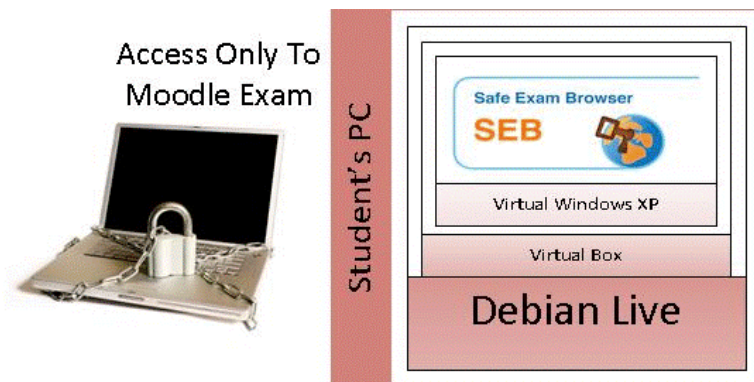 Access Only To
Moodle Exam
Student's PC
Safe Exam Browser
SEB
Virtual Windows XP
Virtual Box
Debian Live